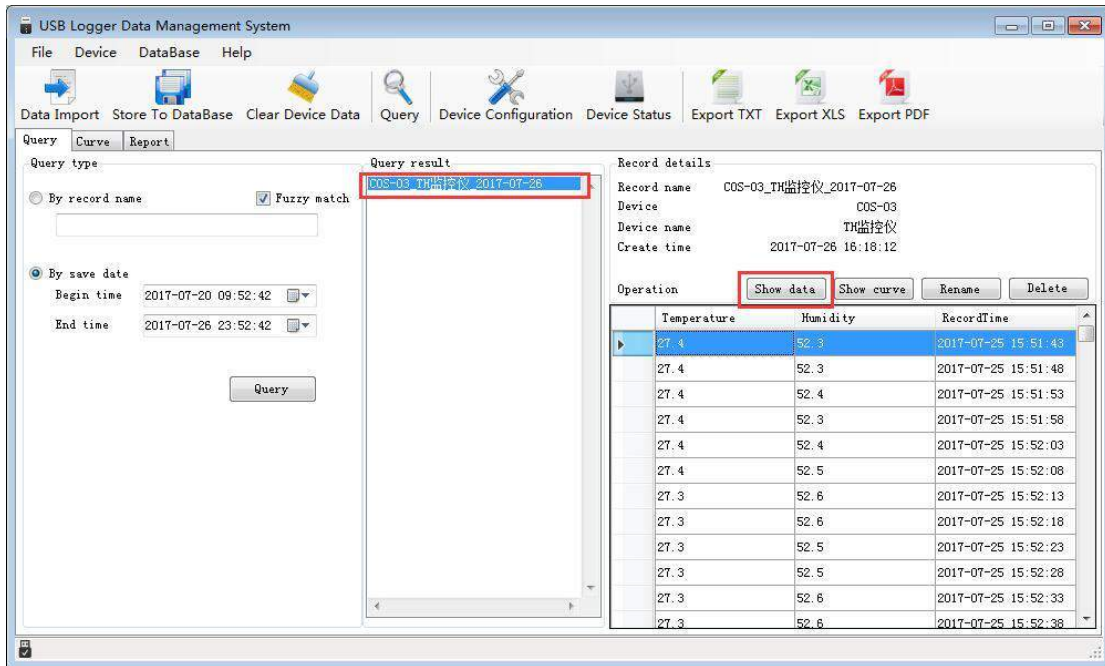 USB Logger Data Management System
File Device DataBase Help
Data Import Store To DataBase Clear Device Data Query Device Configuration Device Status Export TXT Export XLS Export PDF
Query Curve Report
Query type
By record name Fuzzy match
By save date
Begin time 2017-07-20 09:52:42
End time 2017-07-26 23:52:42
Query
Query result
COS-03_TH监控仪_2017-07-26
Record details
Record name COS-03_TH监控仪_2017-07-26
Device COS-03
Device name TH监控仪
Create time 2017-07-26 16:18:12
Operation Show data Show curve Rename Delete
Temperature Humidity RecordTime
27.4 52.3 2017-07-25 15:51:43
27.4 52.3 2017-07-25 15:51:48
27.4 52.4 2017-07-25 15:51:53
27.4 52.3 2017-07-25 15:51:58
27.4 52.4 2017-07-25 15:52:03
27.4 52.5 2017-07-25 15:52:08
27.3 52.6 2017-07-25 15:52:13
27.3 52.6 2017-07-25 15:52:18
27.3 52.5 2017-07-25 15:52:23
27.3 52.5 2017-07-25 15:52:28
27.3 52.6 2017-07-25 15:52:33
27.3 52.6 2017-07-25 15:52:38